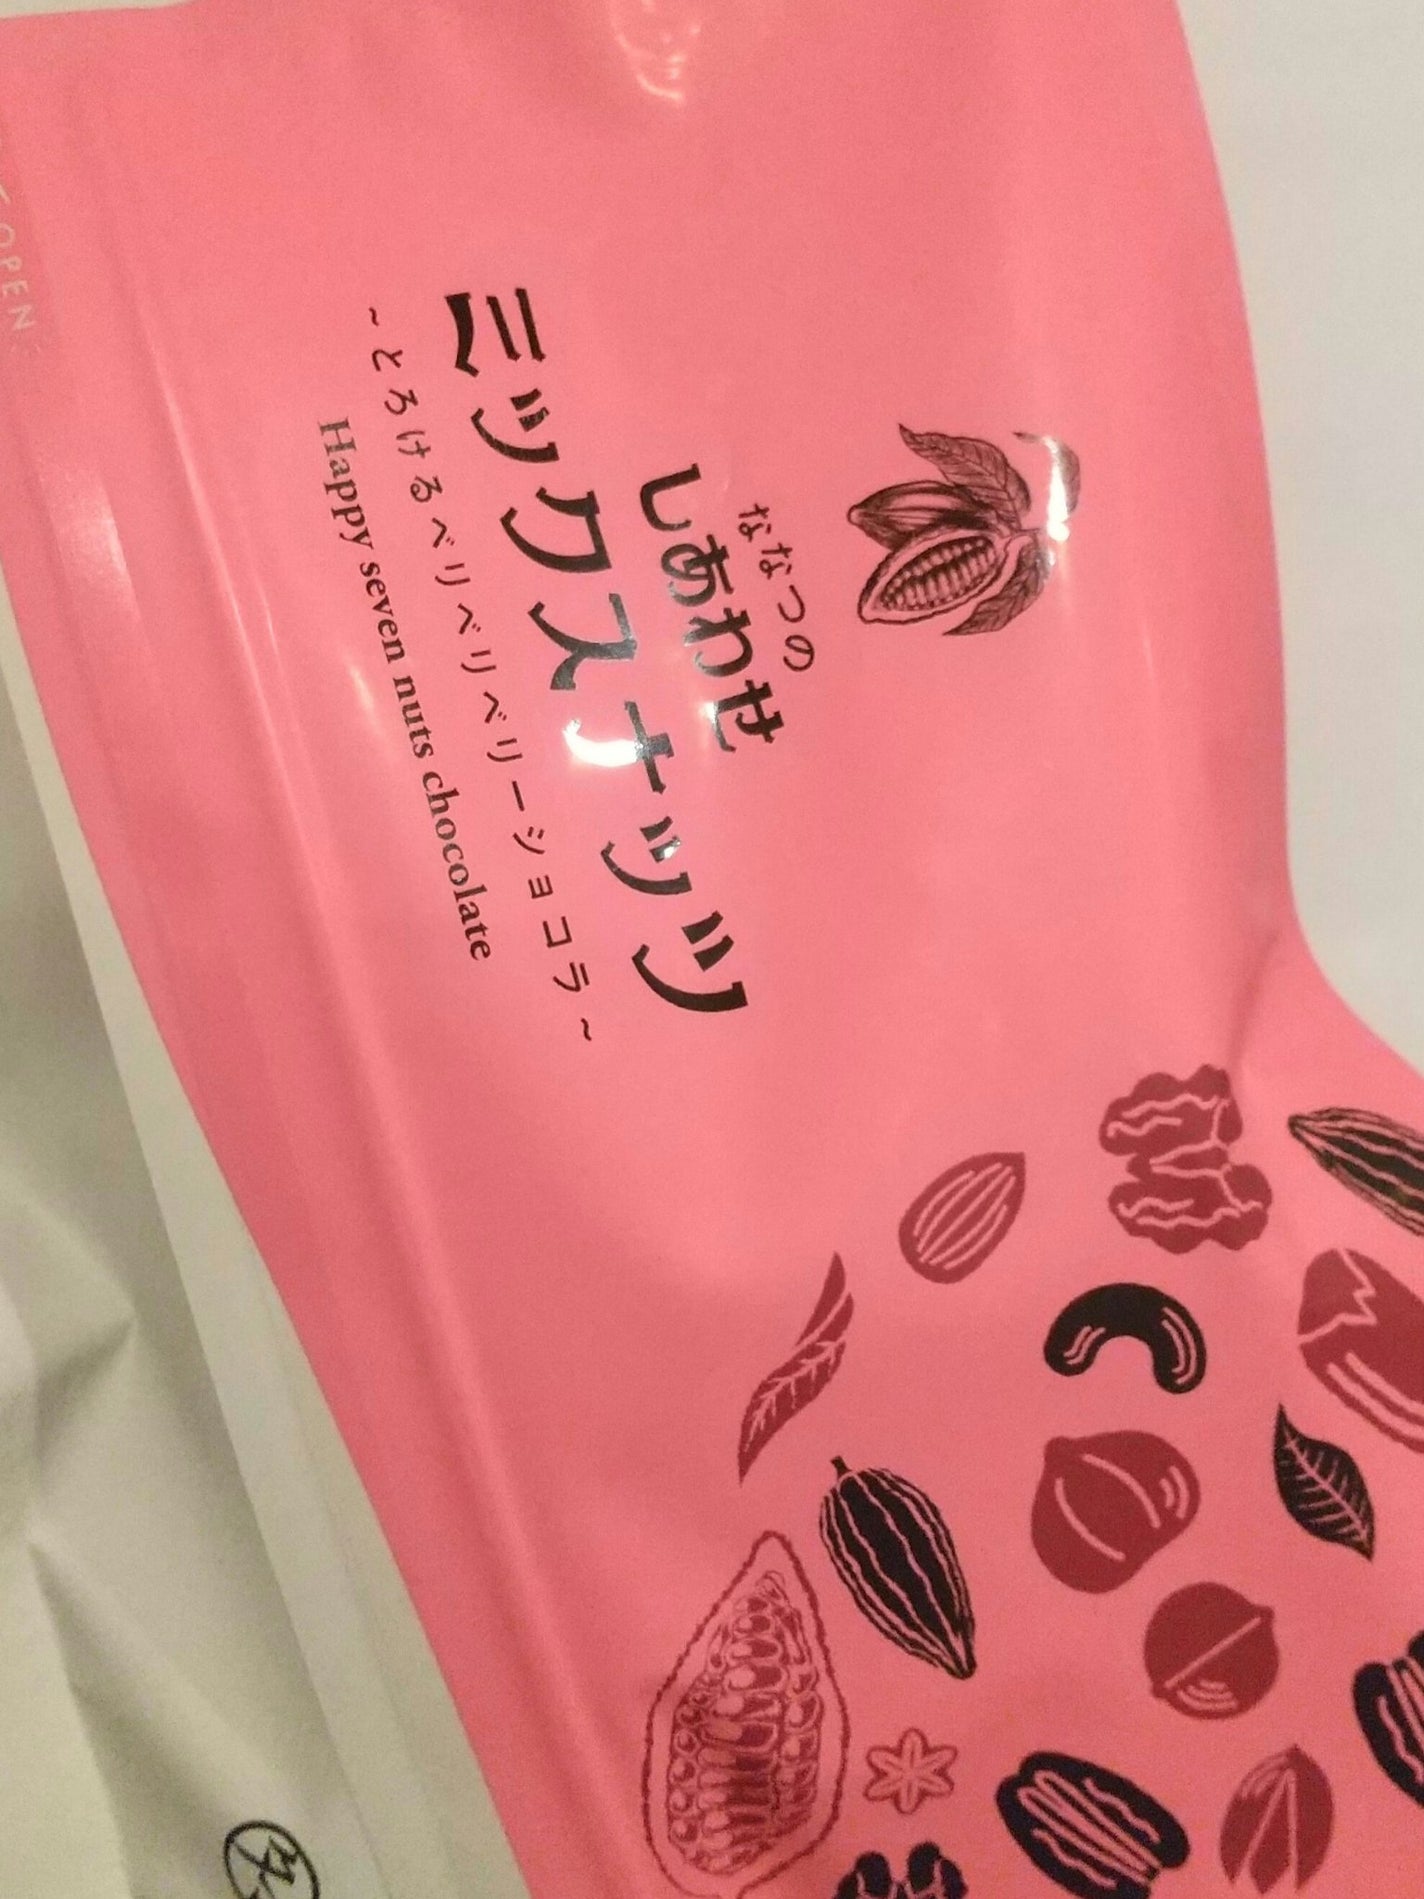 OPEN
ななつの
しあわせ
ミックスナッツ
~とろけるベリベリベリーショコラ~
Happy seven nuts chocolate